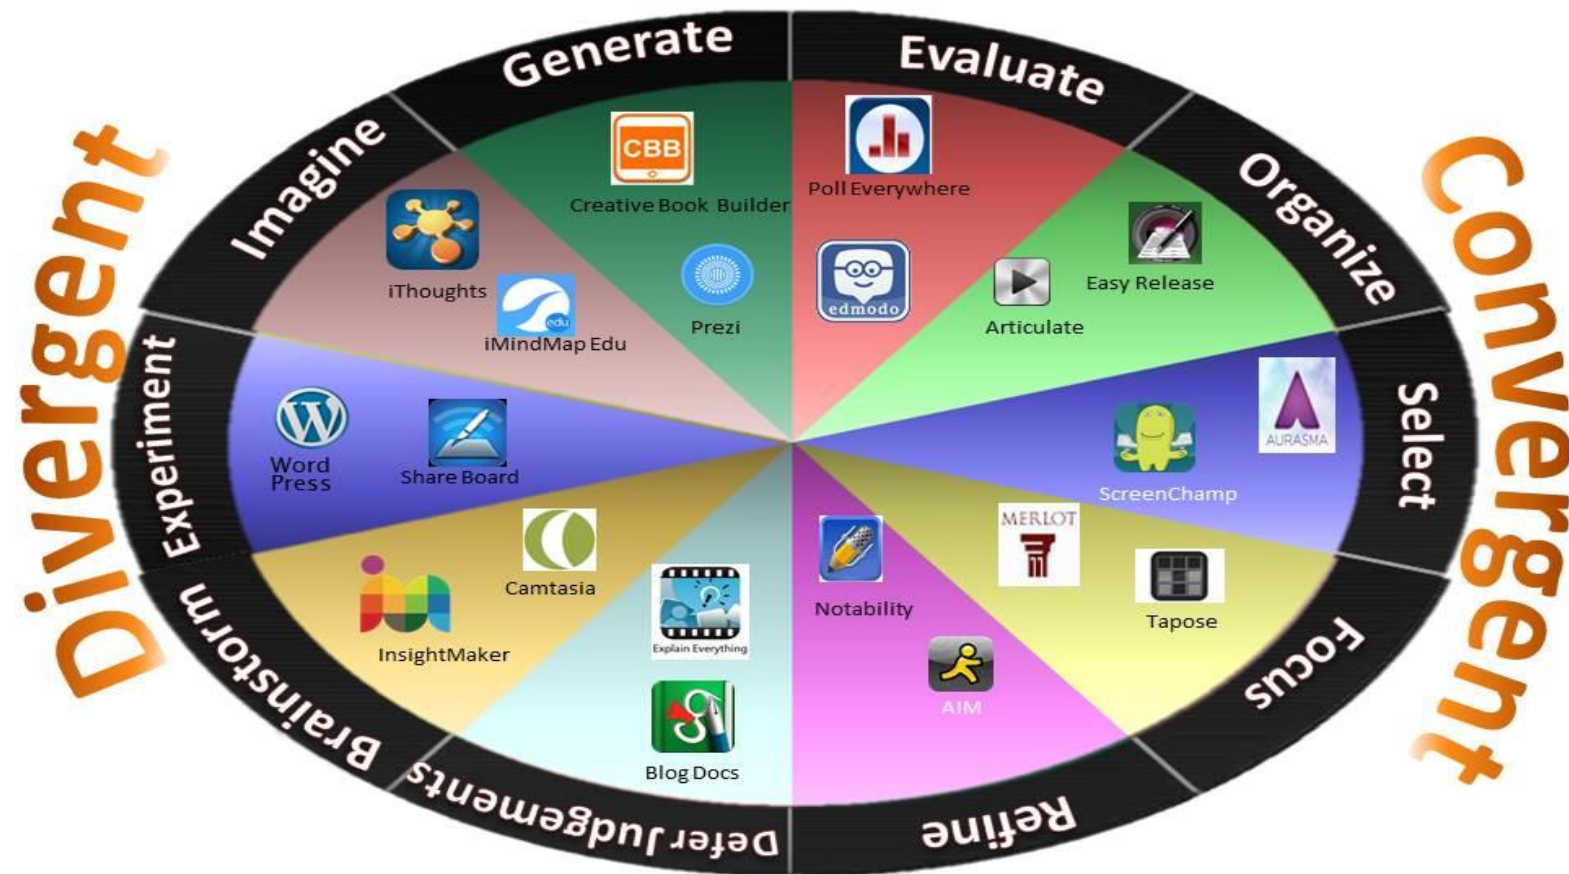 Divergent
Convergent
Generate
Evaluate
Imagine
Organize
Experiment
Select
Brainstorm
Focus
Defer Judgements
Refine
CBB
Creative Book Builder
Prezi
Poll Everywhere
edmodo
iThoughts
edu
iMindMap Edu
Easy Release
Articulate
Word
Press
Share Board
AURASMA
ScreenChamp
Camtasia
InsightMaker
Explain Everything
Blog Docs
Notability
AIM
MERLOT
Tapose